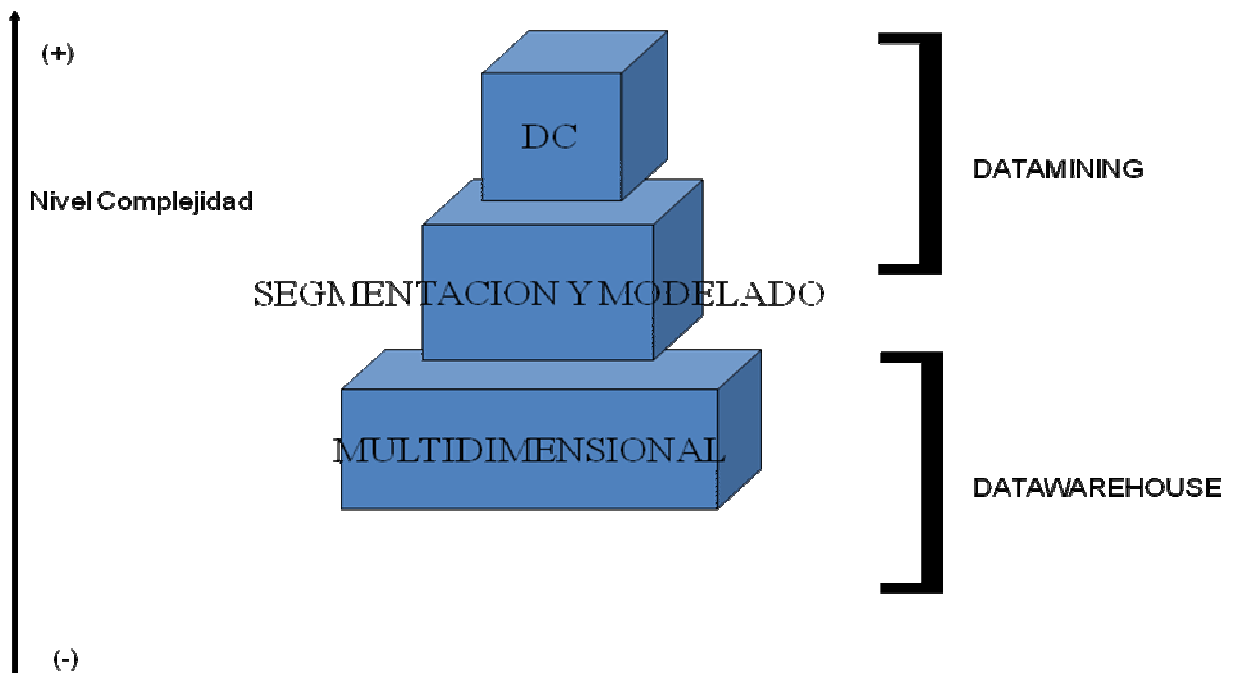 (+)
DC
DATAMINING
Nivel Complejidad
SEGMENTACION Y MODELADO
MULTIDIMENSIONAL
DATAWAREHOUSE
(-)